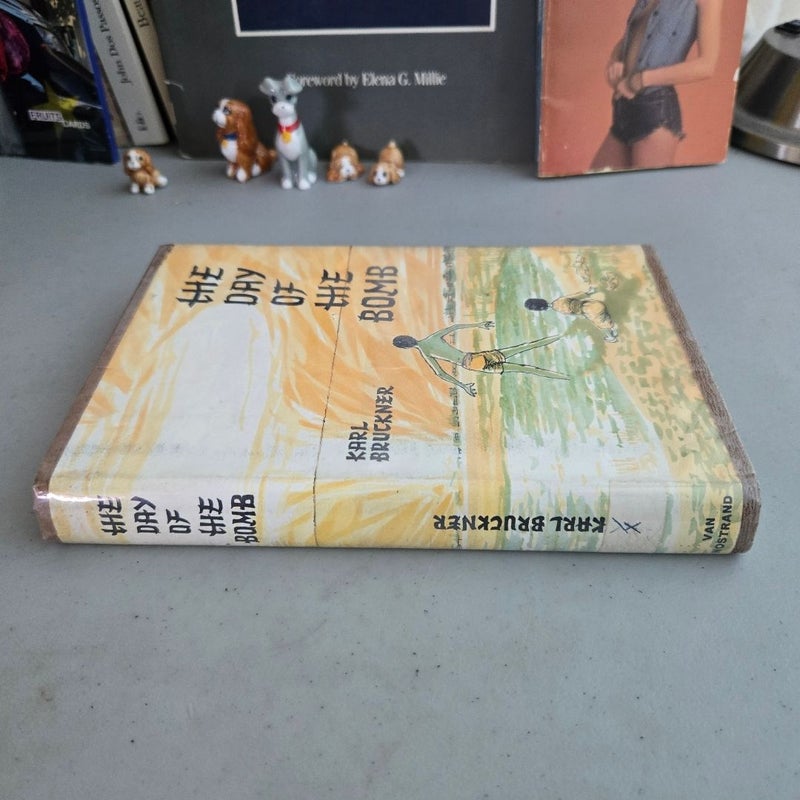 Foreword by Elena G. Millie
John Dos Passos
FRUITS
CARDS
THE
DAY
OF
THE
BOMB
KARL
BRUCKNER
THE
DAY
OF
THE
BOMB
KARL BRUCKNER
VAN
NOSTRAND